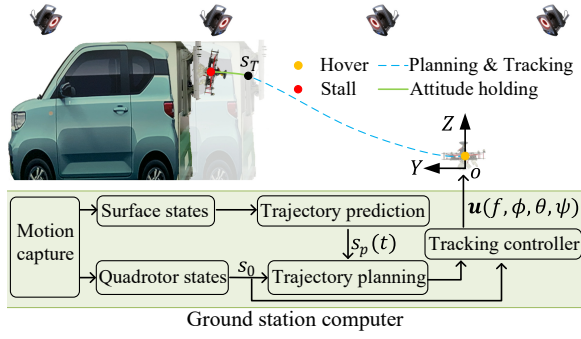 s_T
Hover
Planning & Tracking
Stall
Attitude holding
Z
Y
o
Motion capture
Surface states
Trajectory prediction
u(f, ϕ, θ, ψ)
s_p(t)
Tracking controller
Quadrotor states
s_0
Trajectory planning
Ground station computer